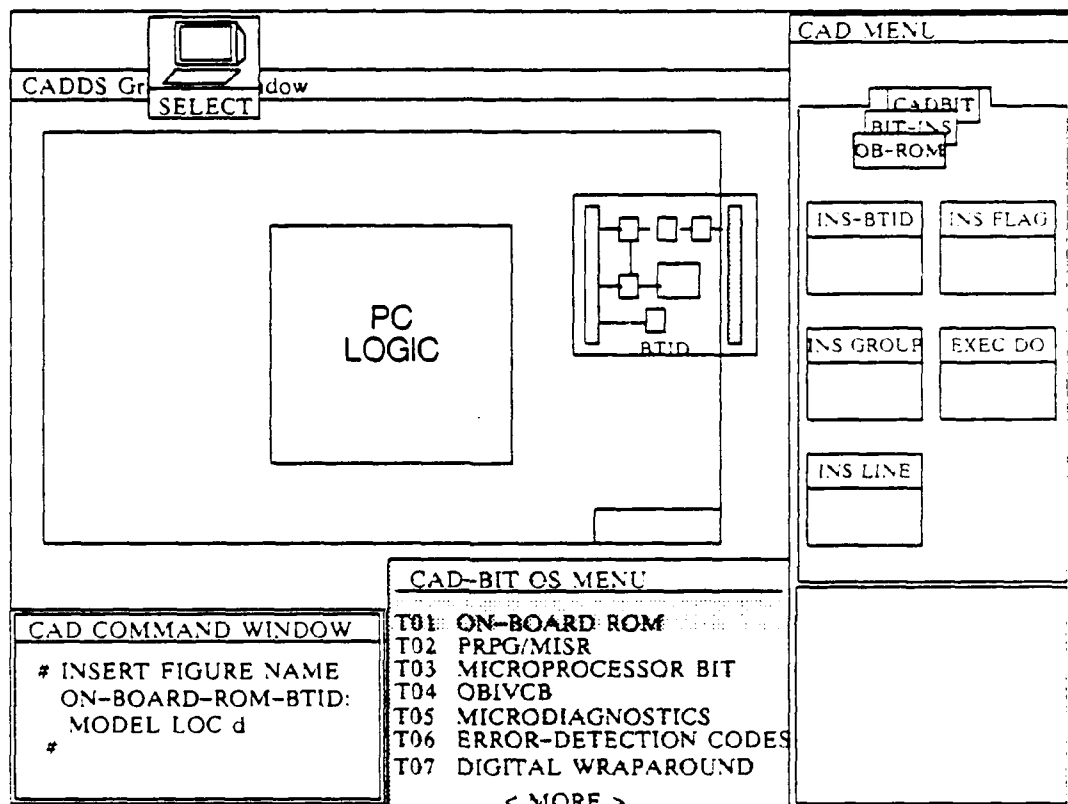 CADDS Gr
dow
SELECT
PC
LOGIC
BTID
CAD MENU
CADBIT
BIT-INS
OB-ROM
INS-BTID
INS FLAG
INS GROUP
EXEC DO
INS LINE
CAD COMMAND WINDOW
# INSERT FIGURE NAME
ON-BOARD-ROM-BTID:
MODEL LOC d
#
CAD-BIT OS MENU
T01 ON-BOARD ROM
T02 PRPG/MISR
T03 MICROPROCESSOR BIT
T04 OBIVCB
T05 MICRODIAGNOSTICS
T06 ERROR-DETECTION CODES
T07 DIGITAL WRAPAROUND
< MORE >